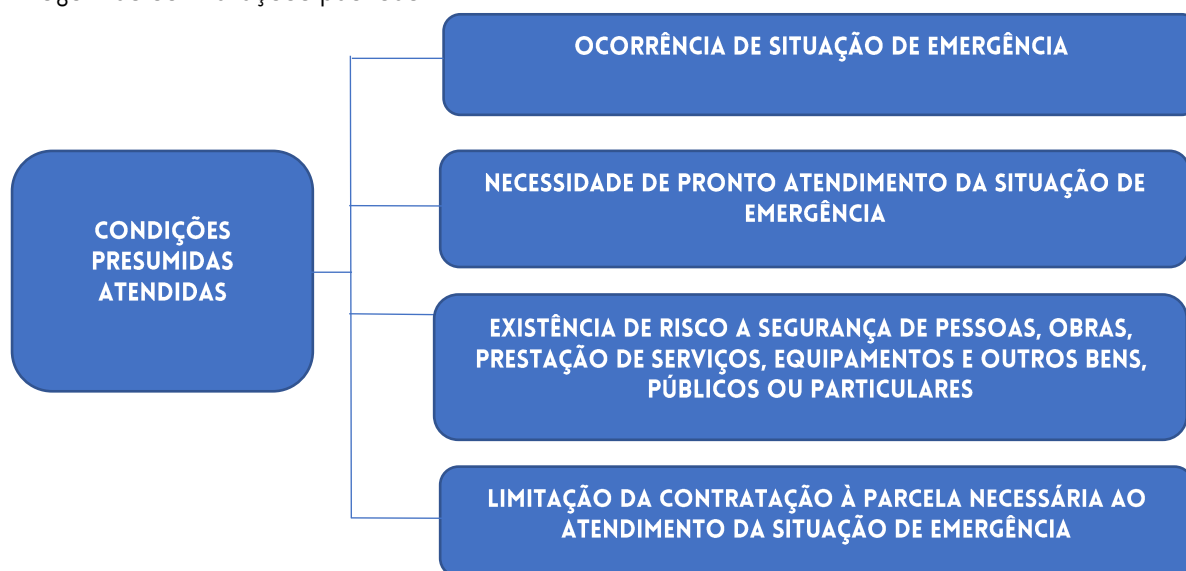 OCORRÊNCIA DE SITUAÇÃO DE EMERGÊNCIA
NECESSIDADE DE PRONTO ATENDIMENTO DA SITUAÇÃO DE
EMERGÊNCIA
CONDIÇÕES
PRESUMIDAS
ATENDIDAS
EXISTÊNCIA DE RISCO A SEGURANÇA DE PESSOAS, OBRAS,
PRESTAÇÃO DE SERVIÇOS, EQUIPAMENTOS E OUTROS BENS,
PÚBLICOS OU PARTICULARES
LIMITAÇÃO DA CONTRATAÇÃO À PARCELA NECESSÁRIA AO
ATENDIMENTO DA SITUAÇÃO DE EMERGÊNCIA